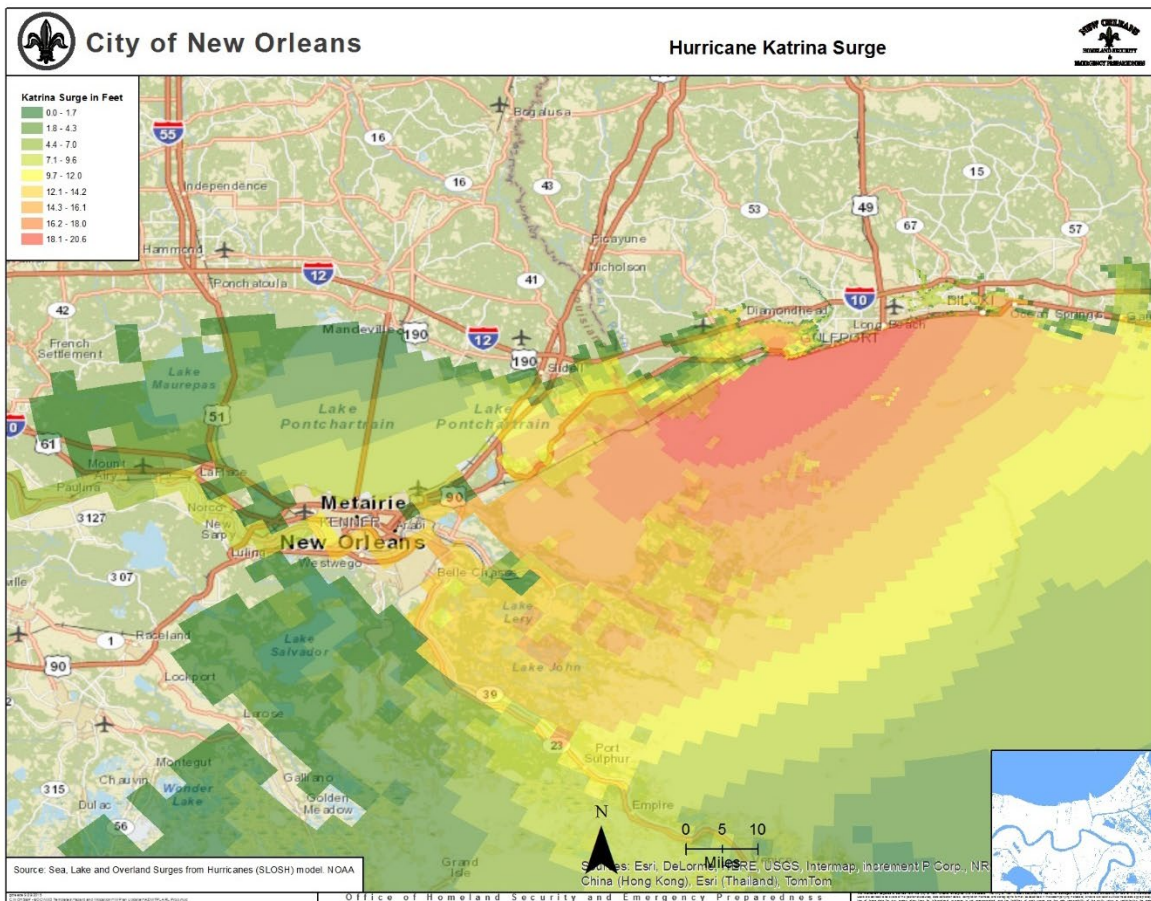 City of New Orleans
Hurricane Katrina Surge
NEW ORLEANS
HOMELAND SECURITY
&
EMERGENCY PREPAREDNESS
Katrina Surge in Feet
0.0 - 1.7
1.8 - 4.3
4.4 - 7.0
7.1 - 9.6
9.7 - 12.0
12.1 - 14.2
14.3 - 16.1
16.2 - 18.0
18.1 - 20.6
Bogalusa
55
16
16
43
15
Independence
53
49
67
57
Picayune
Hammond
Nicholson
12
Ponchatoula
41
10
42
Diamondhead
BILOXI
Mandeville
190
12
Long Beach
Ocean Springs
French
Settlement
GULFPORT
190
Slidell
Lake
Maurepas
51
Lake
Pontchartrain
Lake
Pontchartrain
61
Mount
Airy
LaPlace
Paulina
90
Metairie
Norco
KENNER
Arabi
3127
New
Sarp
New Orleans
Luling
Westwego
Belle Chasse
307
Lake
Lery
1
Raceland
Lake
Salvador
90
Lake John
Lockport
39
Larose
23
Port
Sulphur
Montegut
Chauvin
Galliano
315
Wonder
Lake
Golden
Meadow
Dulac
Empire
56
N
0 5 10
Miles
Grand
Isle
Source: Sea, Lake and Overland Surges from Hurricanes (SLOSH) model. NOAA
Sources: Esri, DeLorme, HERE, USGS, Intermap, increment P Corp., NR
China (Hong Kong), Esri (Thailand), TomTom
Office of Homeland Security and Emergency Preparedness